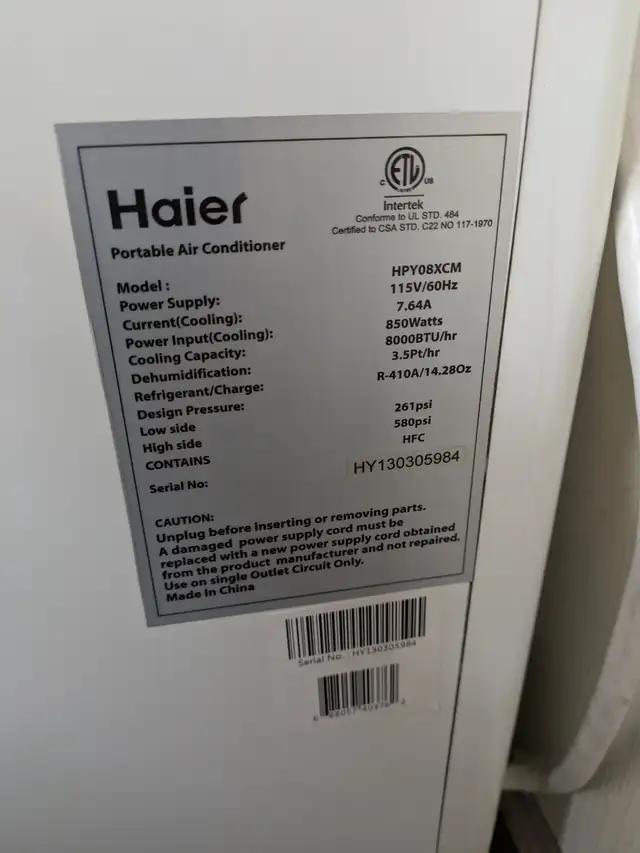 Haier
ETL
C US
Intertek
Conforme to UL STD. 484
Certified to CSA STD. C22 NO 117-1970
Portable Air Conditioner
Model : HPY08XCM
Power Supply: 115V/60Hz
Current(Cooling): 7.64A
Power Input(Cooling): 850Watts
Cooling Capacity: 8000BTU/hr
Dehumidification: 3.5Pt/hr
Refrigerant/Charge: R-410A/14.28Oz
Design Pressure:
Low side 261psi
High side 580psi
CONTAINS HFC
Serial No: HY130305984
CAUTION:
Unplug before inserting or removing parts.
A damaged power supply cord must be
replaced with a new power supply cord obtained
from the product manufacturer and not repaired.
Use on single Outlet Circuit Only.
Made In China
Serial No. HY130305984